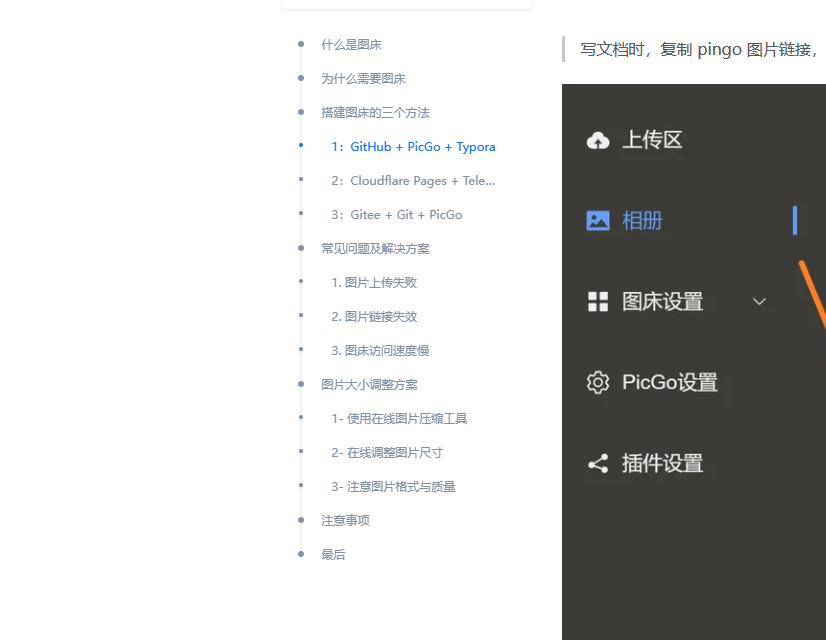 什么是图床
为什么需要图床
搭建图床的三个方法
1：GitHub + PicGo + Typora
2：Cloudflare Pages + Tele...
3：Gitee + Git + PicGo
常见问题及解决方案
1. 图片上传失败
2. 图片链接失效
3. 图床访问速度慢
图片大小调整方案
1- 使用在线图片压缩工具
2- 在线调整图片尺寸
3- 注意图片格式与质量
注意事项
最后
写文档时，复制 pingo 图片链接，
上传区
相册
图床设置
PicGo设置
插件设置